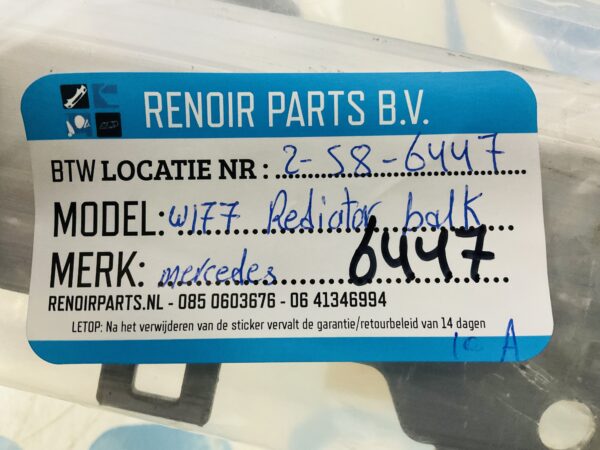 RENOIR PARTS B.V.
BTW LOCATIE NR : 2-58-6447
MODEL: W177 Rediator balk
6447
MERK: mercedes
RENOIRPARTS.NL - 085 0603676 - 06 41346994
LETOP: Na het verwijderen van de sticker vervalt de garantie/retourbeleid van 14 dagen
A